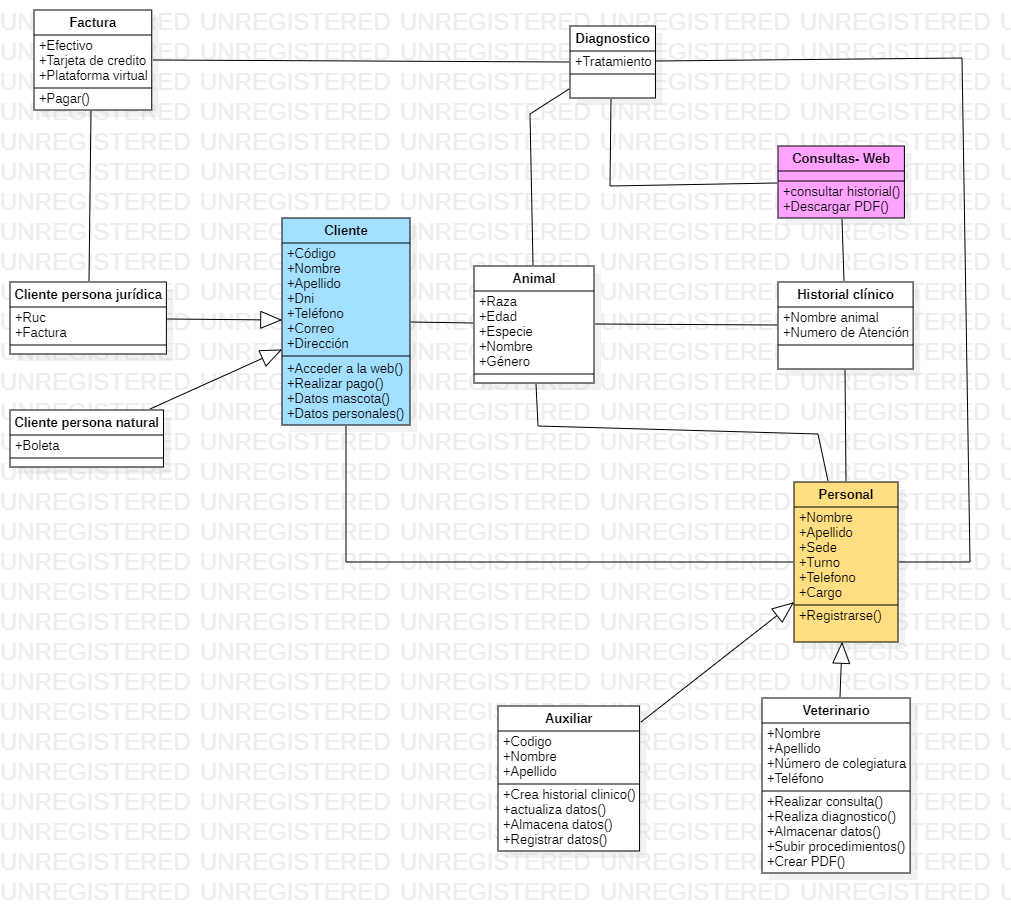 Factura
+Efectivo
+Tarjeta de credito
+Plataforma virtual
+Pagar()
Diagnostico
+Tratamiento
Consultas- Web
+consultar historial()
+Descargar PDF()
Cliente
+Código
+Nombre
+Apellido
+Dni
+Teléfono
+Correo
+Dirección
+Acceder a la web()
+Realizar pago()
+Datos mascota()
+Datos personales()
Animal
+Raza
+Edad
+Especie
+Nombre
+Género
Historial clínico
+Nombre animal
+Numero de Atención
Cliente persona jurídica
+Ruc
+Factura
Cliente persona natural
+Boleta
Personal
+Nombre
+Apellido
+Sede
+Turno
+Telefono
+Cargo
+Registrarse()
Auxiliar
+Codigo
+Nombre
+Apellido
+Crea historial clinico()
+actualiza datos()
+Almacena datos()
+Registrar datos()
Veterinario
+Nombre
+Apellido
+Número de colegiatura
+Teléfono
+Realizar consulta()
+Realiza diagnostico()
+Almacenar datos()
+Subir procedimientos()
+Crear PDF()
UNREGISTERED